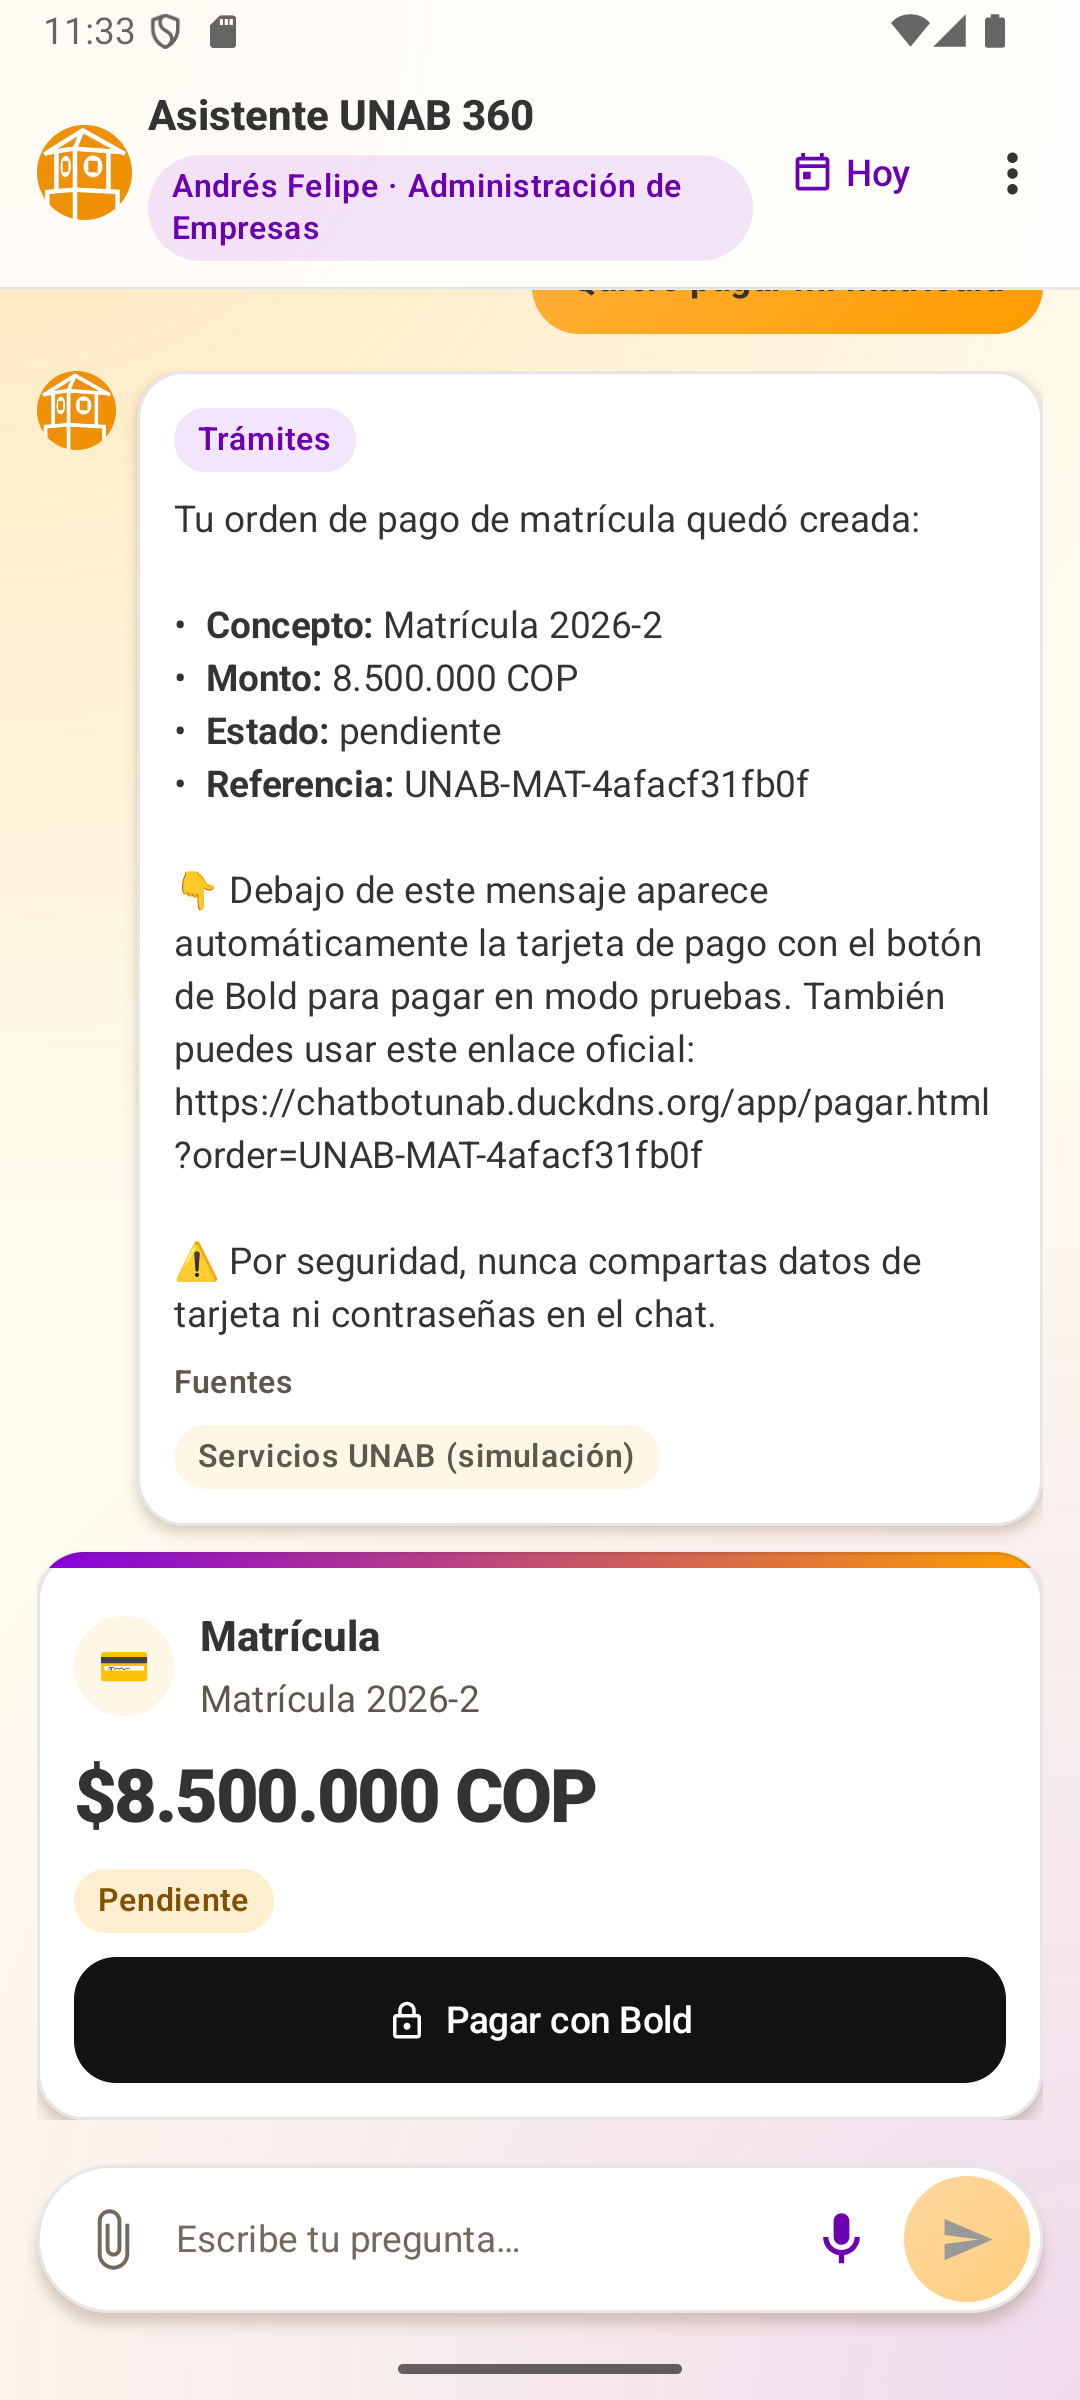 11:33
Asistente UNAB 360
Andrés Felipe · Administración de
Empresas
Hoy
Trámites
Tu orden de pago de matrícula quedó creada:
• Concepto: Matrícula 2026-2
• Monto: 8.500.000 COP
• Estado: pendiente
• Referencia: UNAB-MAT-4afacf31fb0f
👇 Debajo de este mensaje aparece
automáticamente la tarjeta de pago con el botón
de Bold para pagar en modo pruebas. También
puedes usar este enlace oficial:
https://chatbotunab.duckdns.org/app/pagar.html
?order=UNAB-MAT-4afacf31fb0f
⚠️ Por seguridad, nunca compartas datos de
tarjeta ni contraseñas en el chat.
Fuentes
Servicios UNAB (simulación)
Matrícula
Matrícula 2026-2
$8.500.000 COP
Pendiente
Pagar con Bold
Escribe tu pregunta…